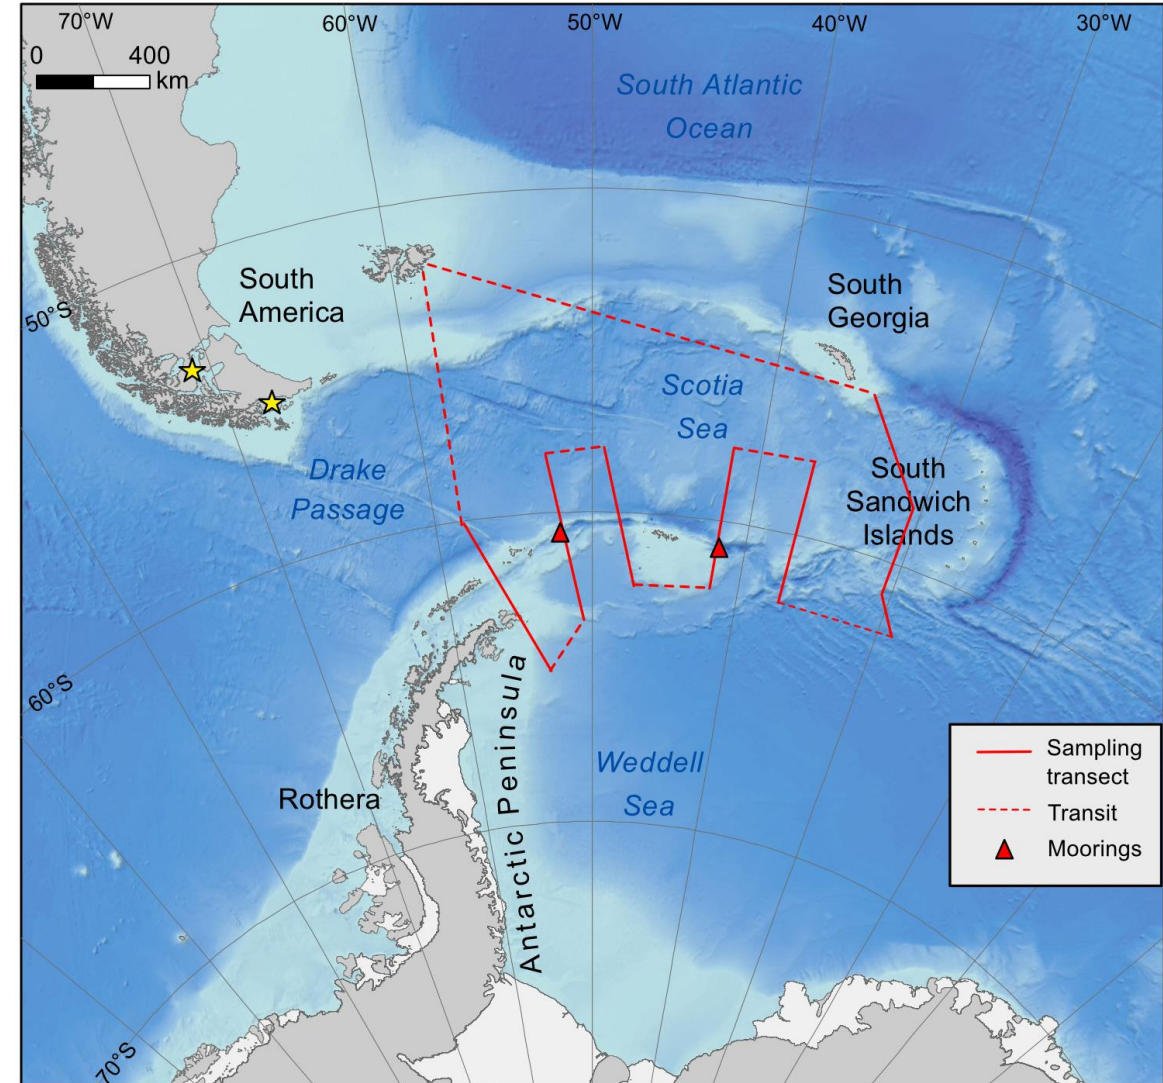 70°W
60°W
50°W
40°W
30°W
0 400
km
South Atlantic
Ocean
South
America
South
Georgia
50°S
Scotia
Sea
Drake
Passage
South
Sandwich
Islands
60°S
Antarctic Peninsula
Weddell
Sea
Rothera
Sampling
transect
Transit
Moorings
70°S